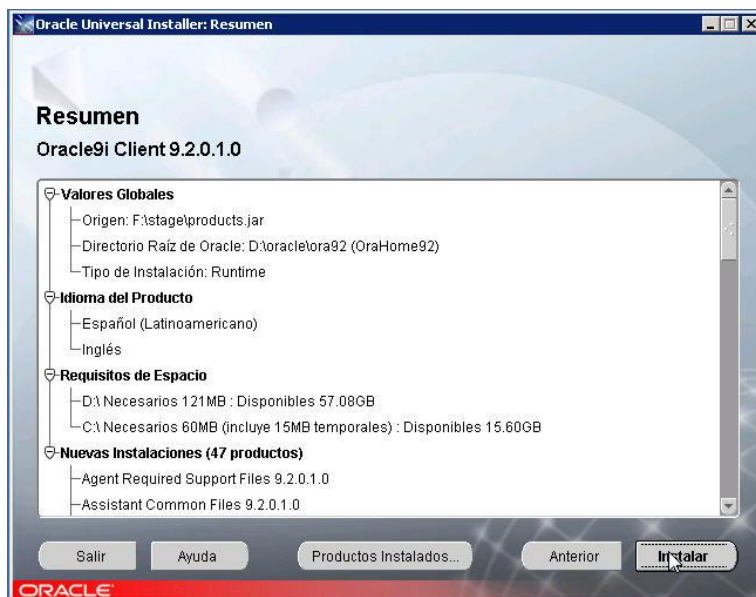 Oracle Universal Installer: Resumen
Resumen
Oracle9i Client 9.2.0.1.0
Valores Globales
Origen: F:\stage\products.jar
Directorio Raíz de Oracle: D:\oracle\ora92 (OraHome92)
Tipo de Instalación: Runtime
Idioma del Producto
Español (Latinoamericano)
Inglés
Requisitos de Espacio
D:\ Necesarios 121MB : Disponibles 57.08GB
C:\ Necesarios 60MB (incluye 15MB temporales) : Disponibles 15.60GB
Nuevas Instalaciones (47 productos)
Agent Required Support Files 9.2.0.1.0
Assistant Common Files 9.2.0.1.0
Salir Ayuda Productos Instalados... Anterior Instalar
ORACLE